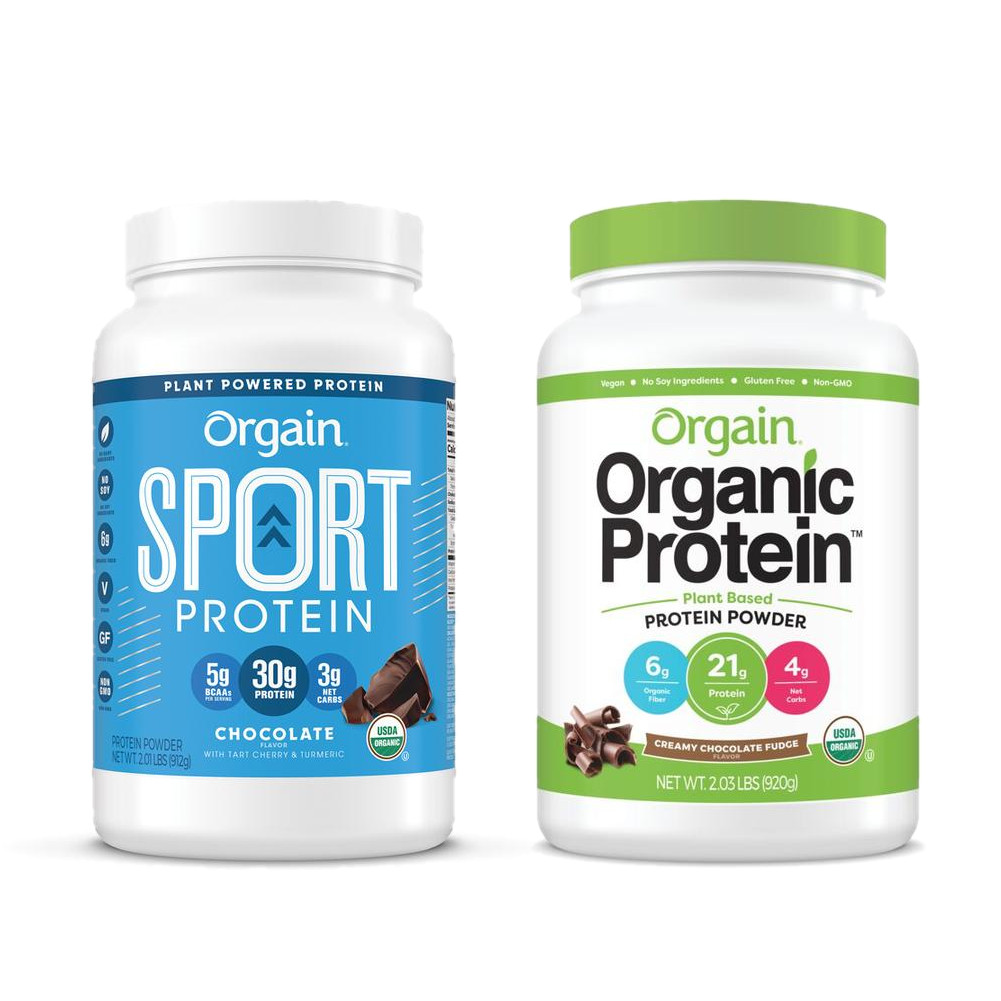 PLANT POWERED PROTEIN
Orgain.
SPORT
PROTEIN
NO
SOY
6g
V
GF
NON
GMO
5g
BCAAs
PER SERVING
30g
PROTEIN
3g
NET
CARBS
CHOCOLATE
FLAVOR
WITH TART CHERRY & TURMERIC
USDA
ORGANIC
PROTEIN POWDER
NET WT. 2.01 LBS (912g)
Vegan • No Soy Ingredients • Gluten Free • Non-GMO
Orgain.
Organic
Protein™
Plant Based
PROTEIN POWDER
6g
Organic
Fiber
21g
Protein
4g
Net
Carbs
CREAMY CHOCOLATE FUDGE
FLAVOR
USDA
ORGANIC
NET WT. 2.03 LBS (920g)